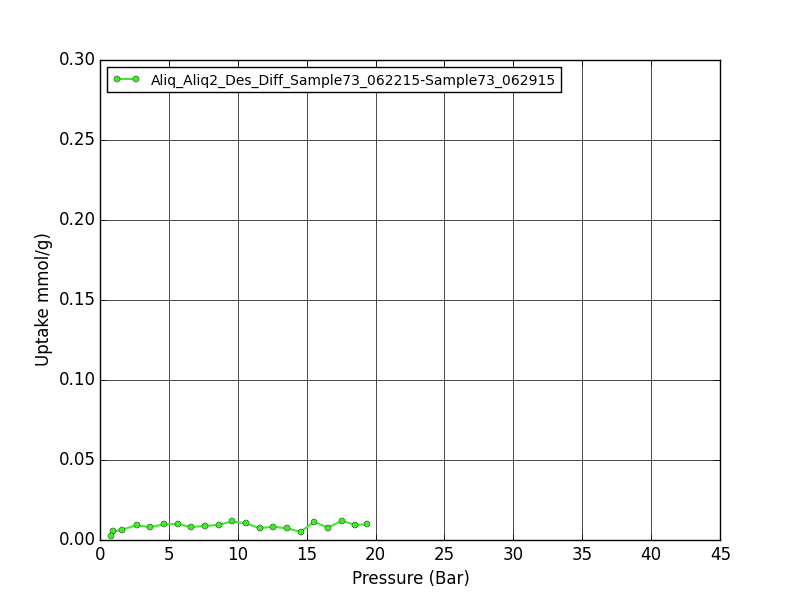 0.30
Aliq_Aliq2_Des_Diff_Sample73_062215-Sample73_062915
0.25
0.20
Uptake mmol/g)
0.15
0.10
0.05
0.00
0 5 10 15 20 25 30 35 40 45
Pressure (Bar)